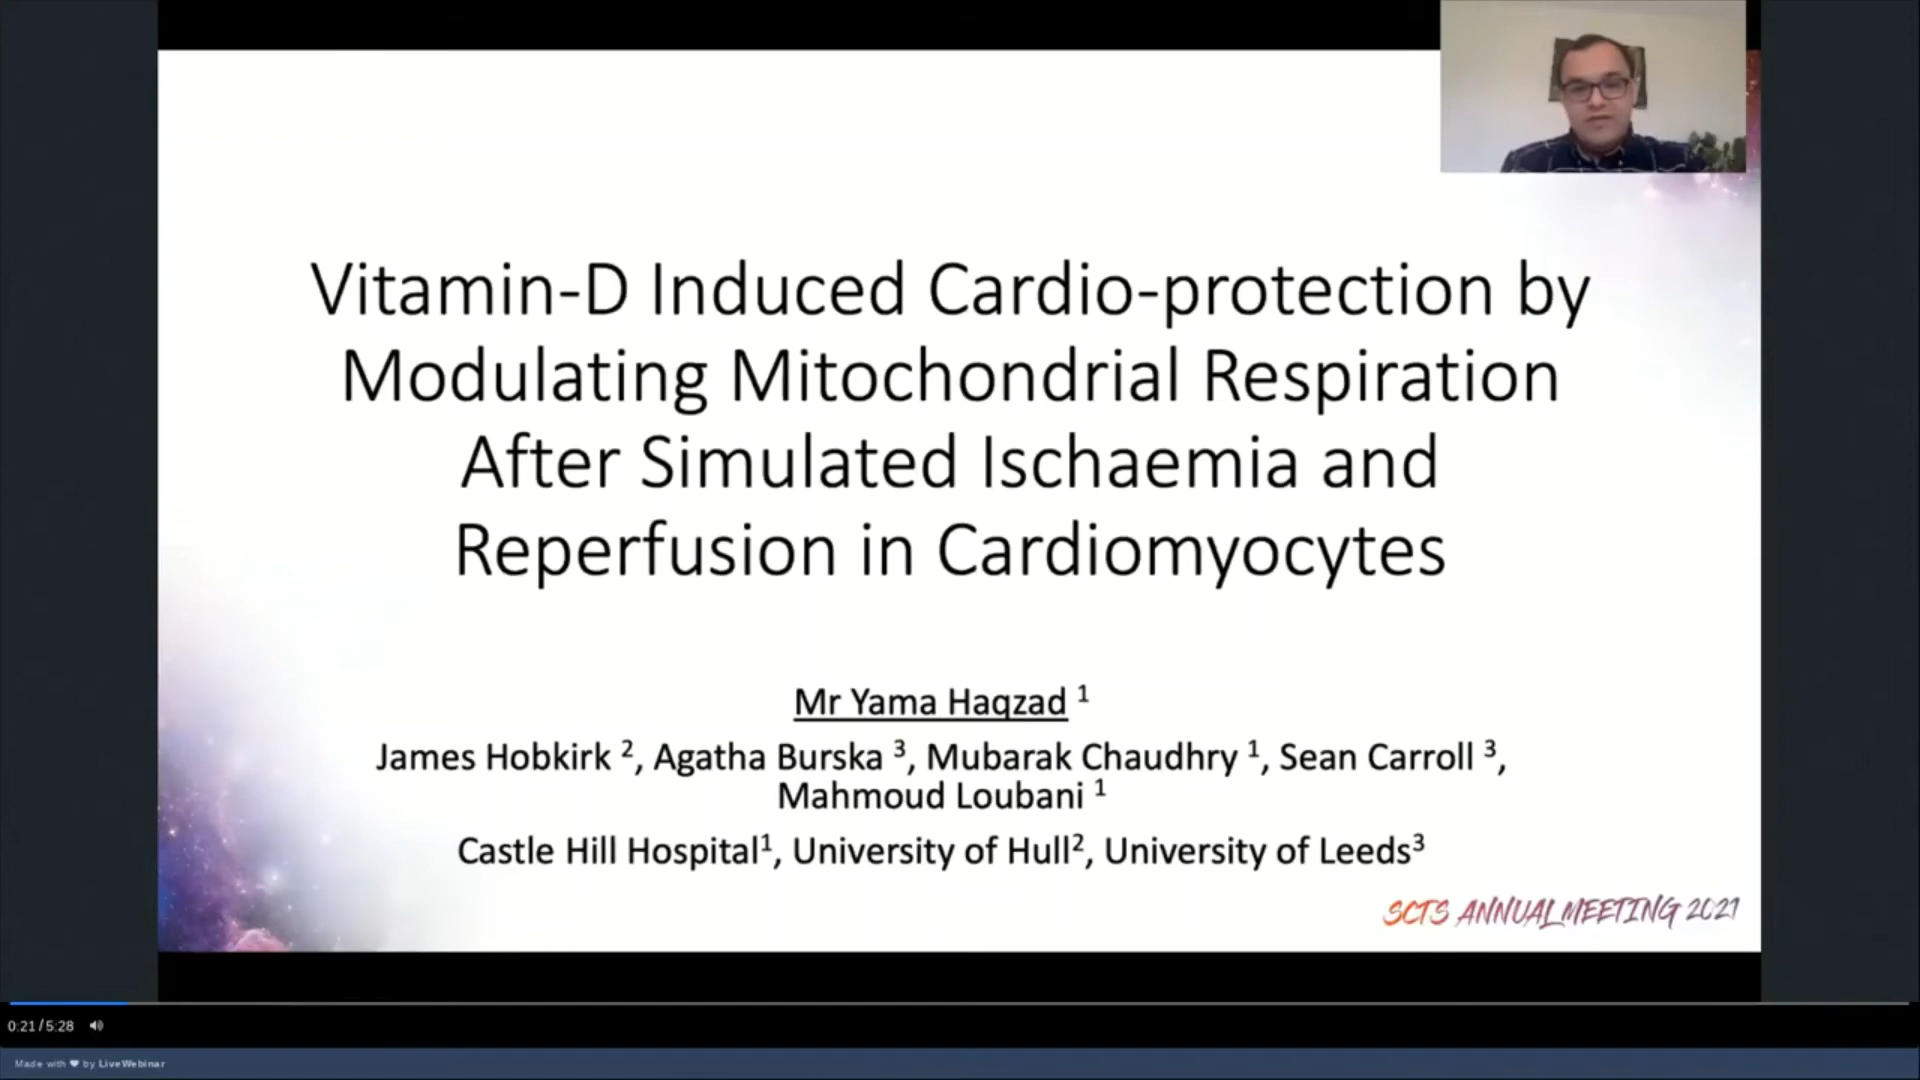 Vitamin-D Induced Cardio-protection by
Modulating Mitochondrial Respiration
After Simulated Ischaemia and
Reperfusion in Cardiomyocytes
Mr Yama Haqzad ¹
James Hobkirk ², Agatha Burska ³, Mubarak Chaudhry ¹, Sean Carroll ³,
Mahmoud Loubani ¹
Castle Hill Hospital¹, University of Hull², University of Leeds³
SCTS ANNUAL MEETING 2021
0:21/5:28
Made with ❤ by LiveWebinar